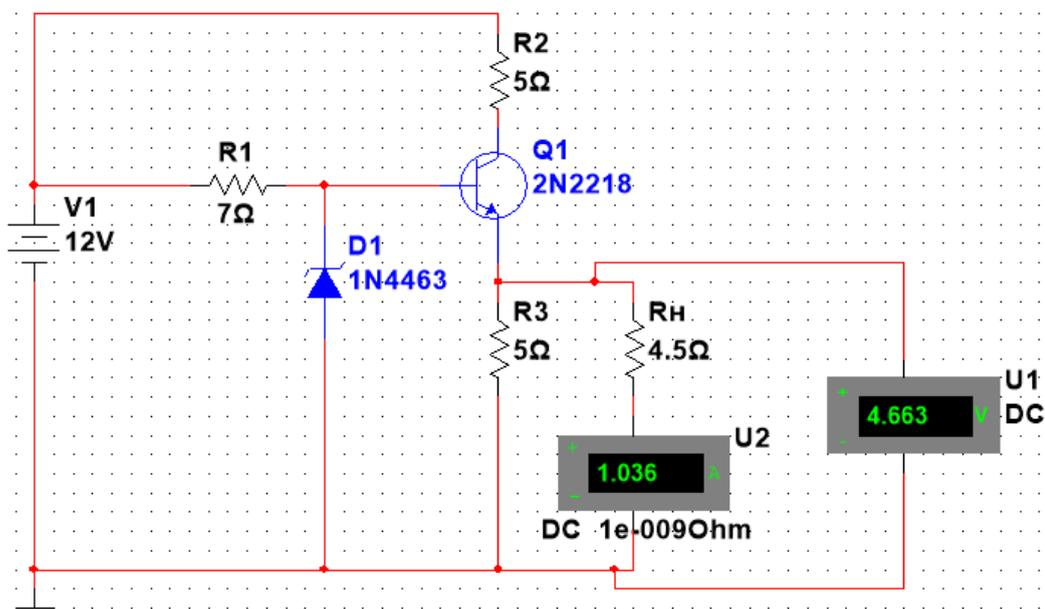 R2
5Ω
R1
7Ω
Q1
2N2218
V1
12V
D1
1N4463
R3
5Ω
RH
4.5Ω
U1
+
4.663 V
-
DC
U2
+
1.036 A
-
DC 1e-009Ohm